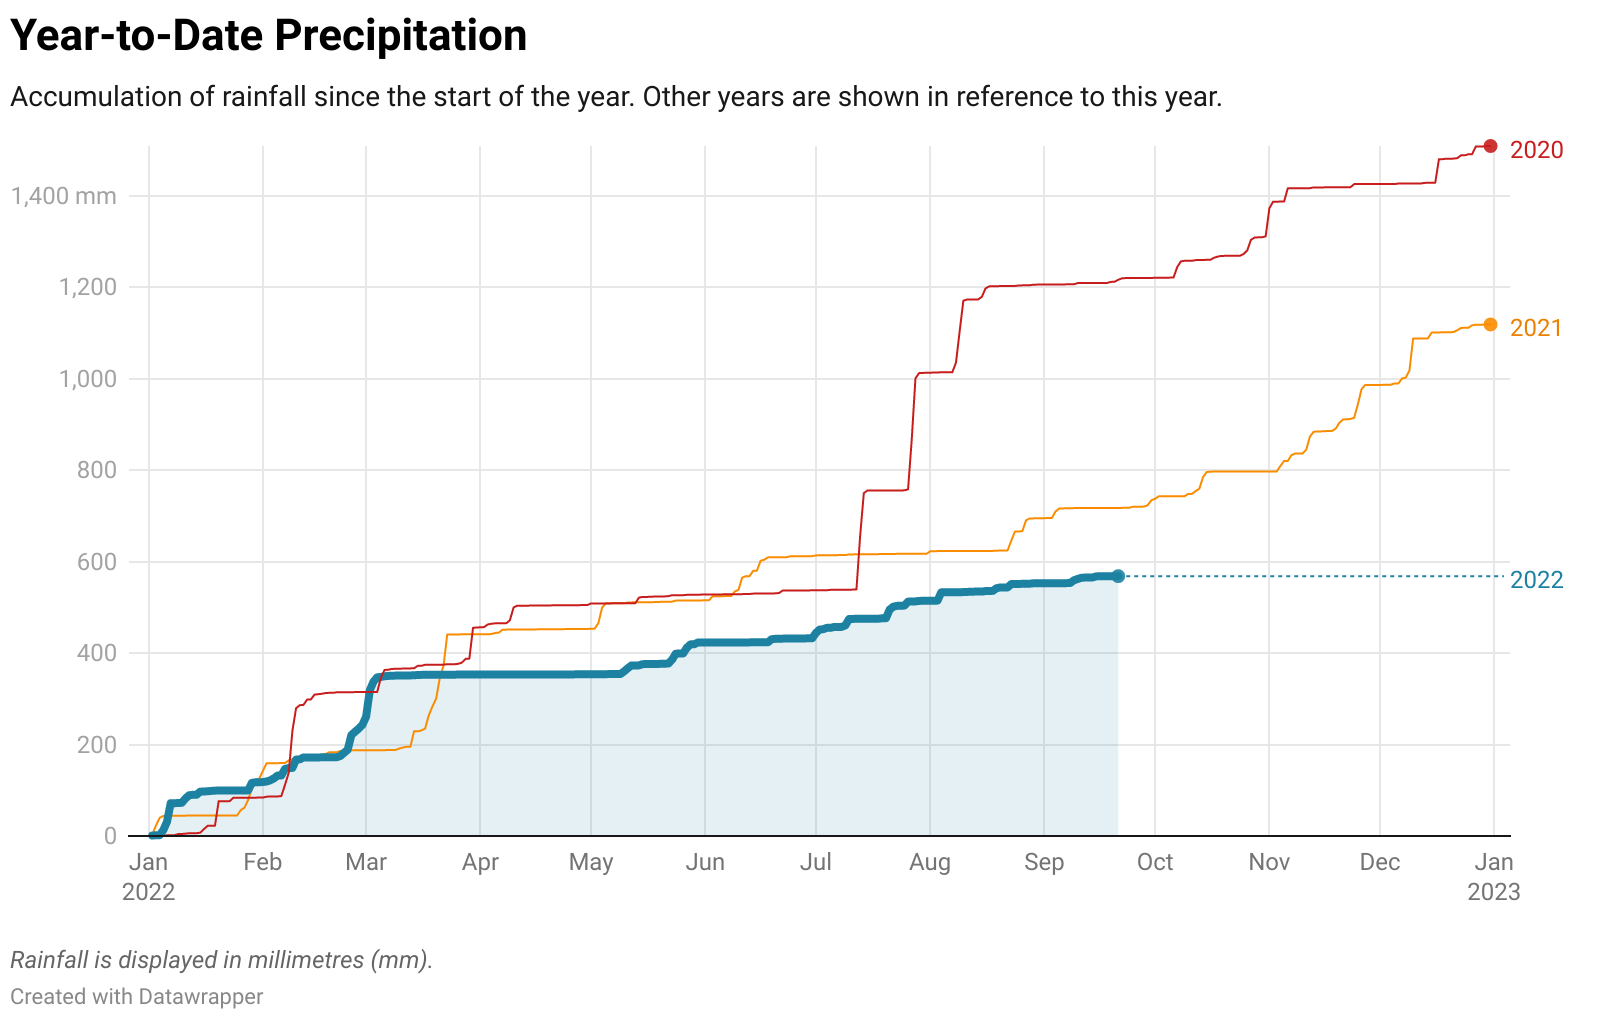 Year-to-Date Precipitation
Accumulation of rainfall since the start of the year. Other years are shown in reference to this year.
2020
1,400 mm
1,200
2021
1,000
800
600
2022
400
200
0
Jan Feb Mar Apr May Jun Jul Aug Sep Oct Nov Dec Jan
2022 2023
Rainfall is displayed in millimetres (mm).
Created with Datawrapper